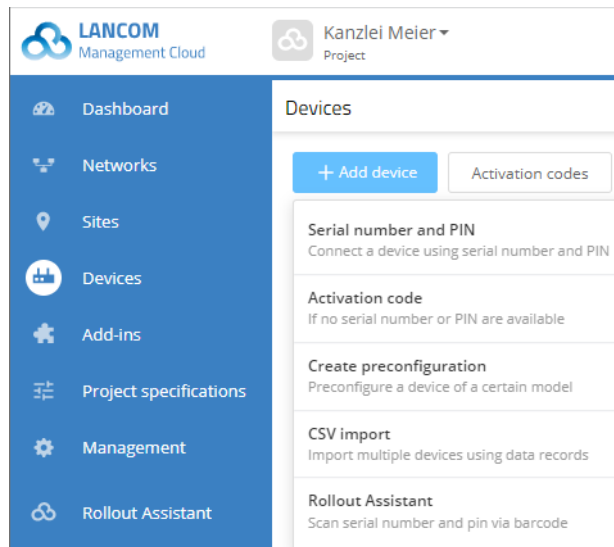 LANCOM
Management Cloud
Kanzlei Meier
Project
Dashboard
Networks
Sites
Devices
Add-ins
Project specifications
Management
Rollout Assistant
Devices
+ Add device
Activation codes
Serial number and PIN
Connect a device using serial number and PIN
Activation code
If no serial number or PIN are available
Create preconfiguration
Preconfigure a device of a certain model
CSV import
Import multiple devices using data records
Rollout Assistant
Scan serial number and pin via barcode